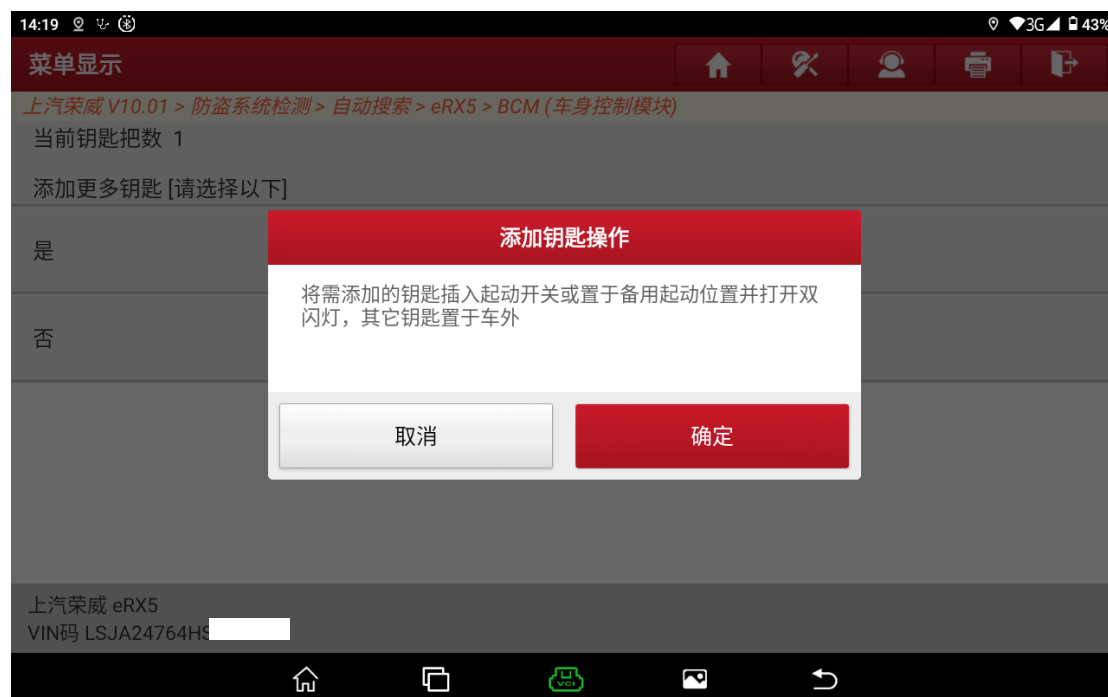 14:19 3G 43%
菜单显示
上汽荣威 V10.01 > 防盗系统检测 > 自动搜索 > eRX5 > BCM (车身控制模块)
当前钥匙把数 1
添加更多钥匙 [请选择以下]
是
否
添加钥匙操作
将需添加的钥匙插入起动开关或置于备用起动位置并打开双
闪灯，其它钥匙置于车外
取消 确定
上汽荣威 eRX5
VIN码 LSJA24764HS
VCI